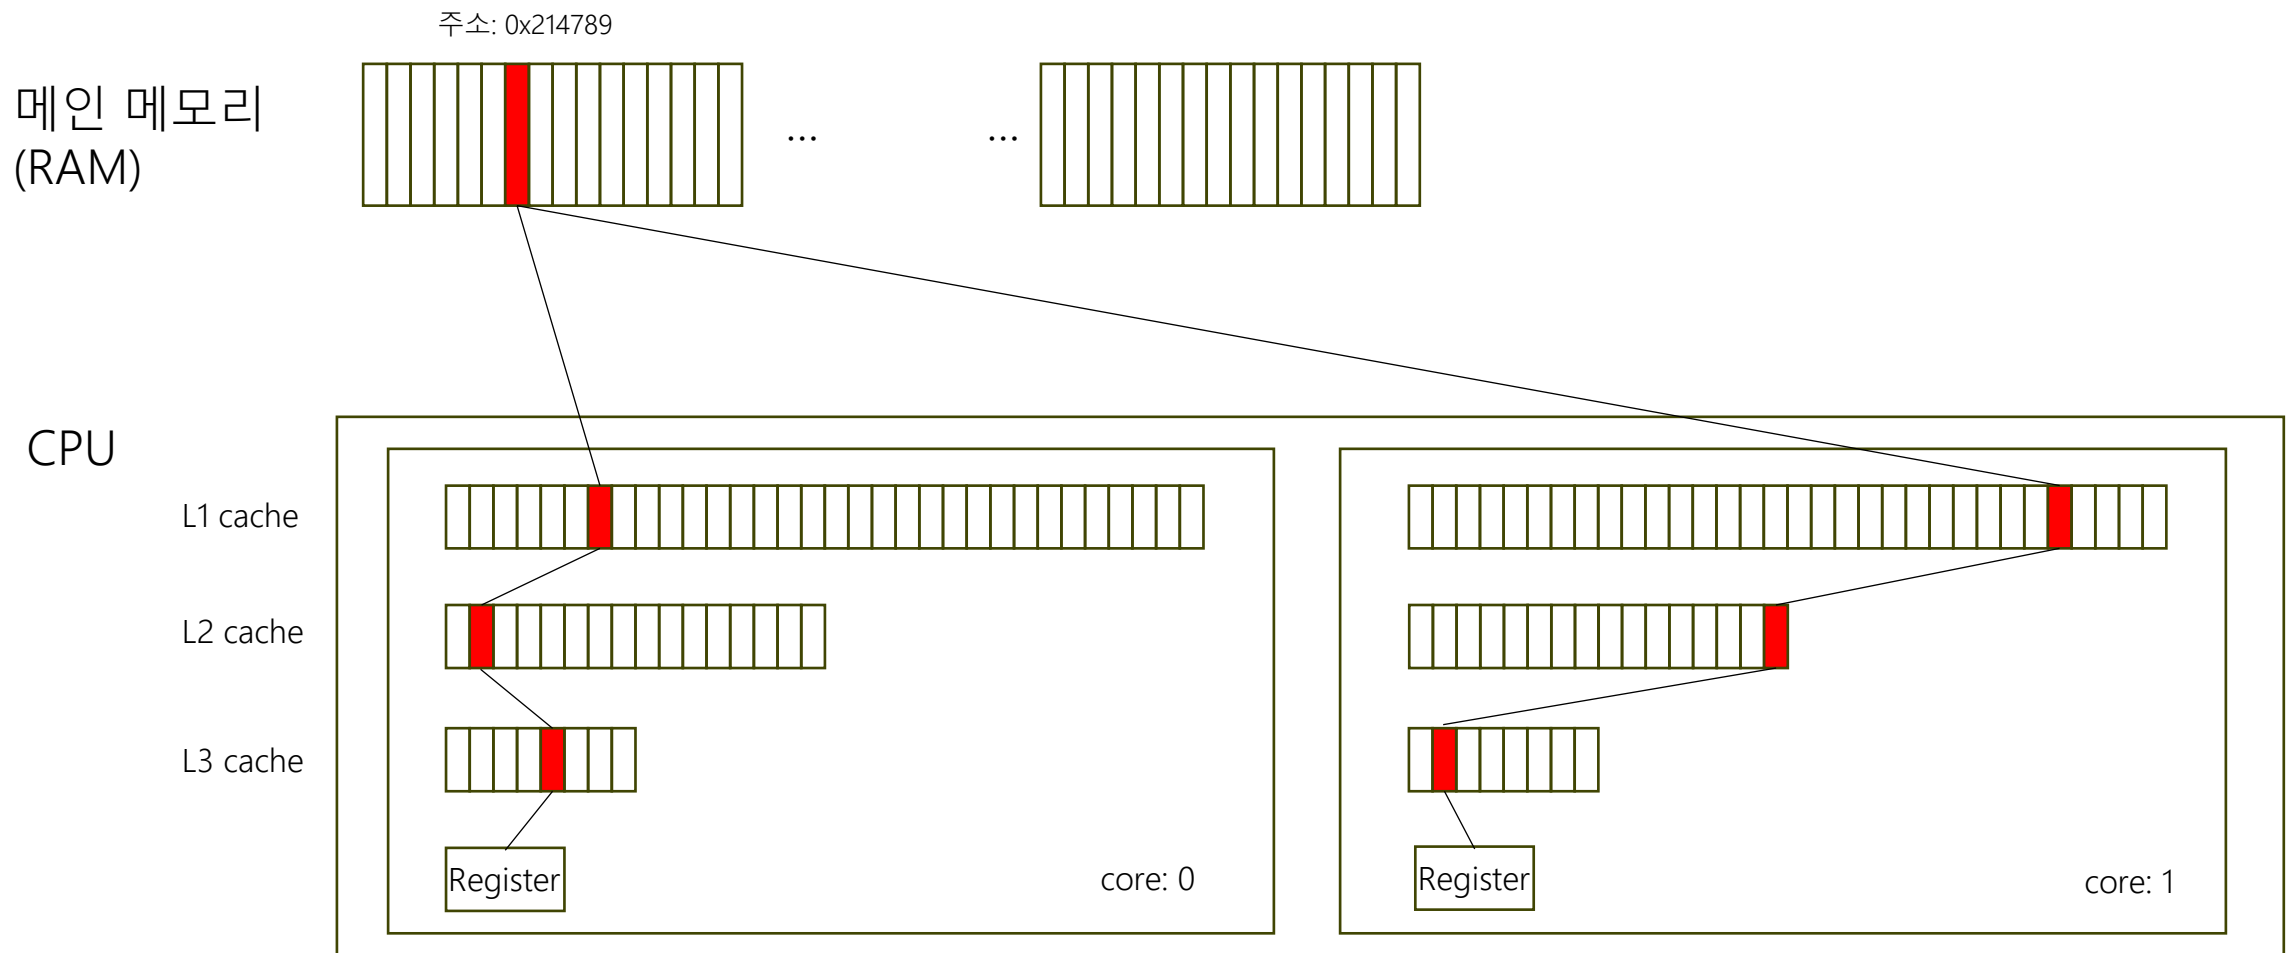 주소: 0x214789
메인 메모리
(RAM)
...
...
CPU
L1 cache
L2 cache
L3 cache
Register
core: 0
Register
core: 1